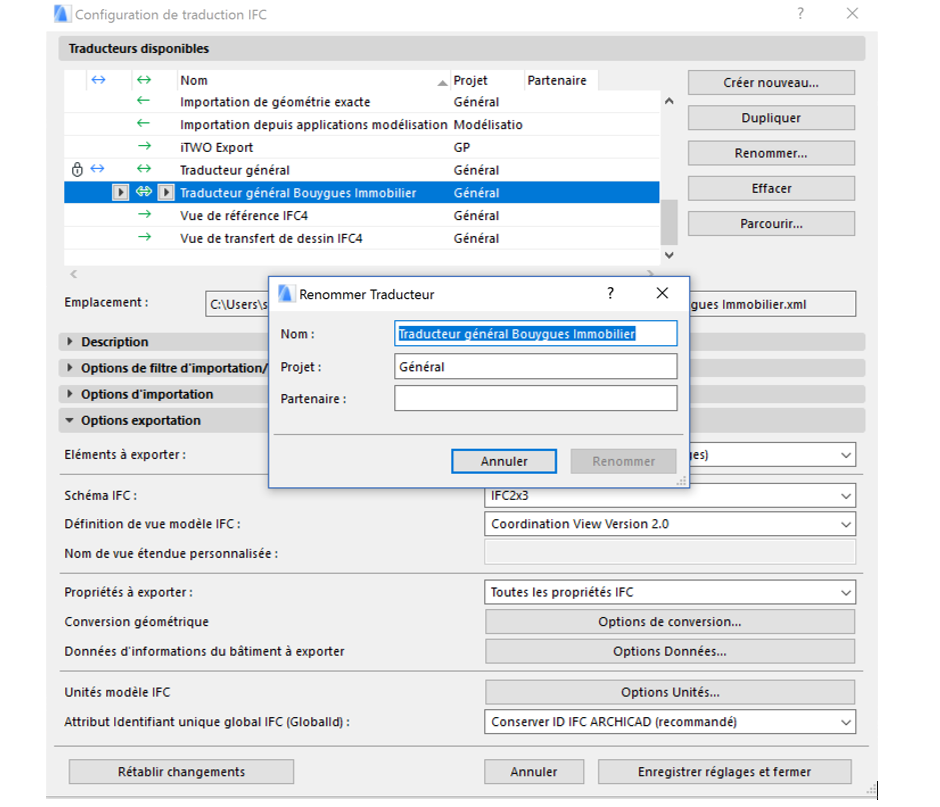 Configuration de traduction IFC
Traducteurs disponibles
Nom Projet Partenaire
Importation de géométrie exacte Général
Importation depuis applications modélisation Modélisatio
iTWO Export GP
Traducteur général Général
Traducteur général Bouygues Immobilier Général
Vue de référence IFC4 Général
Vue de transfert de dessin IFC4 Général
Créer nouveau...
Dupliquer
Renommer...
Effacer
Parcourir...
Emplacement : C:\Users\s gues Immobilier.xml
Renommer Traducteur ?
Nom : Traducteur général Bouygues Immobilier
Projet : Général
Partenaire :
Annuler Renommer
Description
Options de filtre d'importation/
Options d'importation
Options exportation
Eléments à exporter : es)
Schéma IFC : IFC2x3
Définition de vue modèle IFC : Coordination View Version 2.0
Nom de vue étendue personnalisée :
Propriétés à exporter : Toutes les propriétés IFC
Conversion géométrique Options de conversion...
Données d'informations du bâtiment à exporter Options Données...
Unités modèle IFC Options Unités...
Attribut Identifiant unique global IFC (GlobalId) : Conserver ID IFC ARCHICAD (recommandé)
Rétablir changements Annuler Enregistrer réglages et fermer